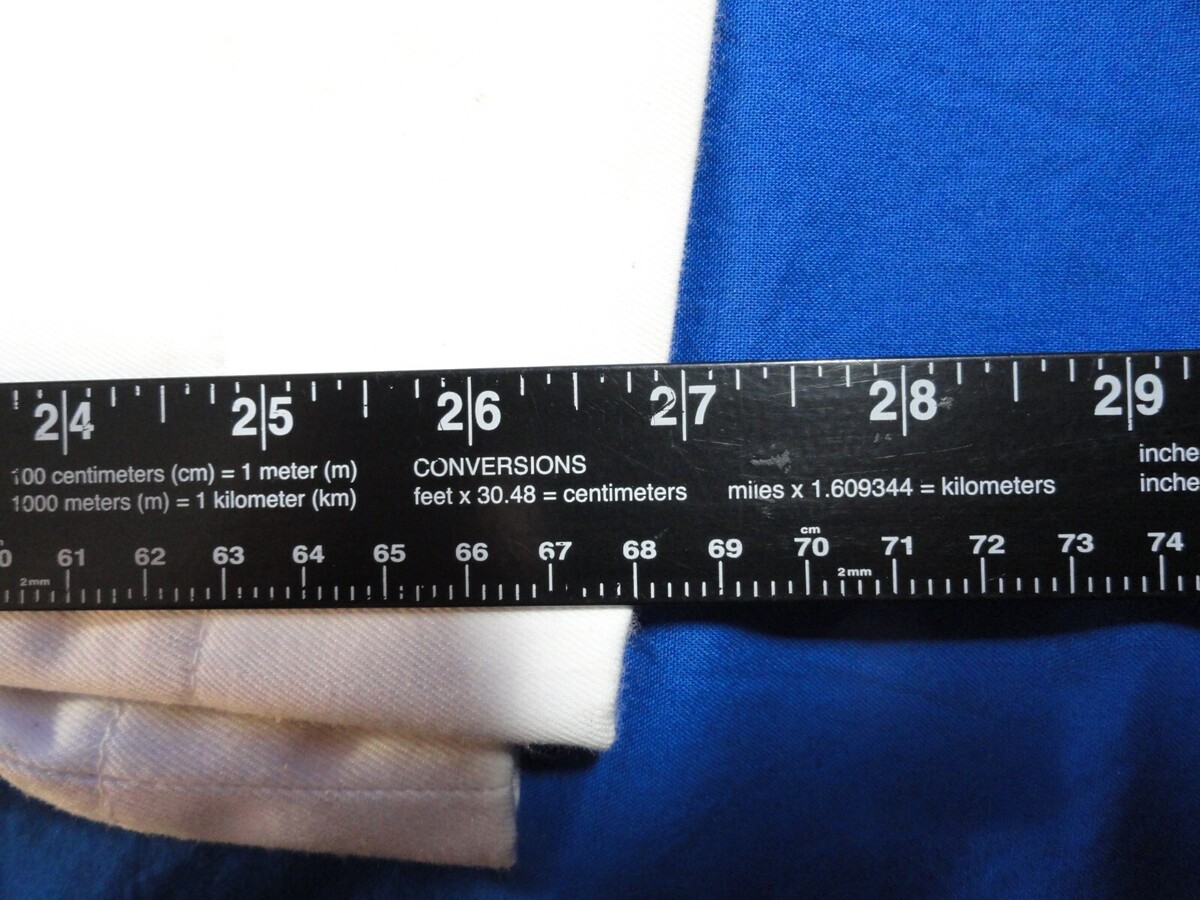 24 25 26 27 28 29
100 centimeters (cm) = 1 meter (m)
1000 meters (m) = 1 kilometer (km)
CONVERSIONS
feet x 30.48 = centimeters
miles x 1.609344 = kilometers
inche
inche
cm
0 61 62 63 64 65 66 67 68 69 70 71 72 73 74
2mm 2mm